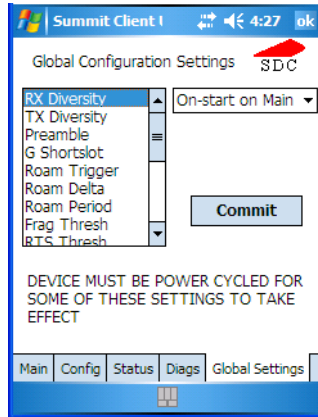 Summit Client 4:27 ok
Global Configuration Settings SDC
RX Diversity On-start on Main
TX Diversity
Preamble
G Shortslot
Roam Trigger
Roam Delta
Roam Period
Frag Thresh
RTS Thresh
Commit
DEVICE MUST BE POWER CYCLED FOR
SOME OF THESE SETTINGS TO TAKE
EFFECT
Main Config Status Diags Global Settings